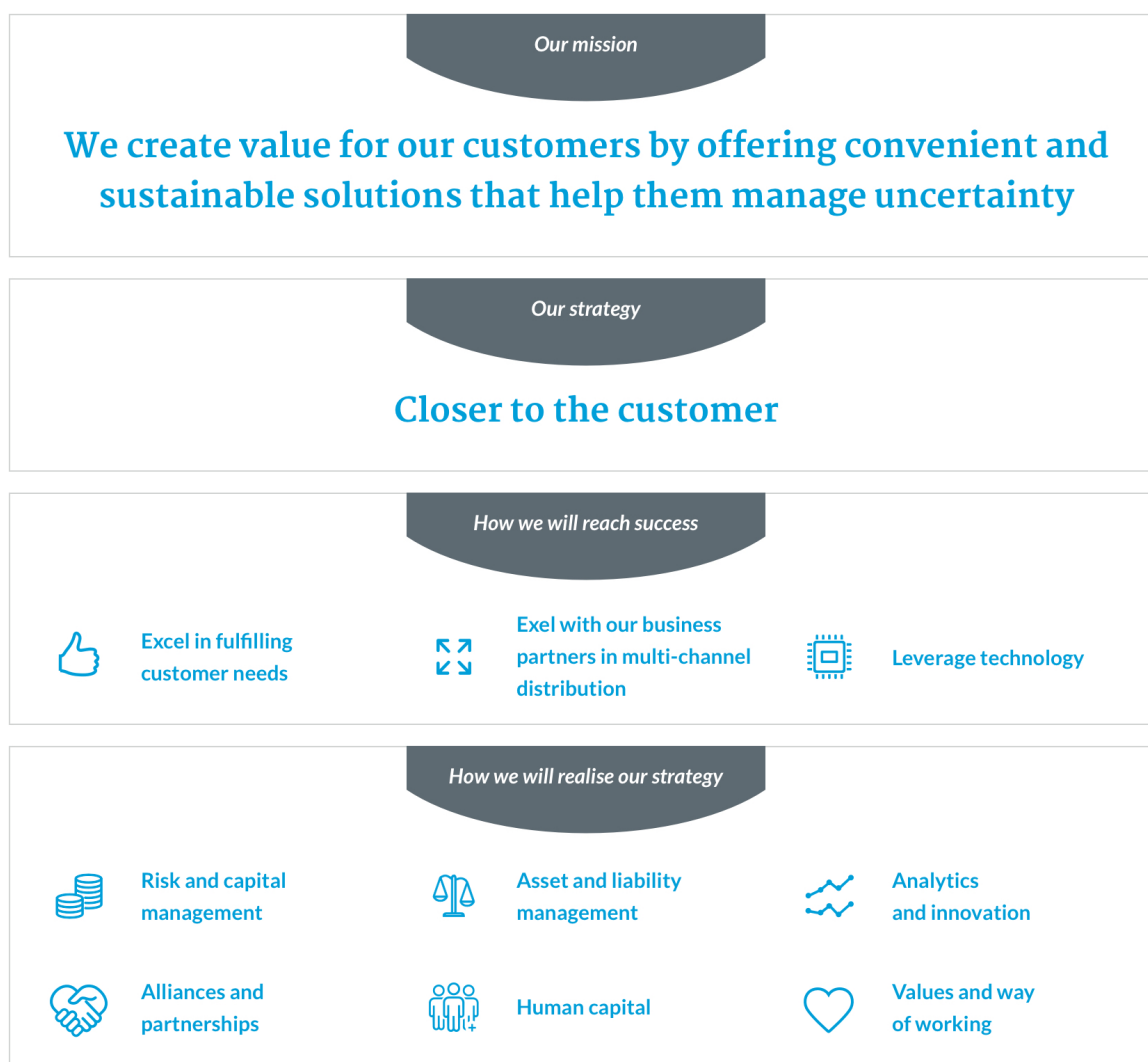 Our mission
We create value for our customers by offering convenient and
sustainable solutions that help them manage uncertainty
Our strategy
Closer to the customer
How we will reach success
Excel in fulfilling
customer needs
Exel with our business
partners in multi-channel
distribution
Leverage technology
How we will realise our strategy
Risk and capital
management
Asset and liability
management
Analytics
and innovation
Alliances and
partnerships
Human capital
Values and way
of working